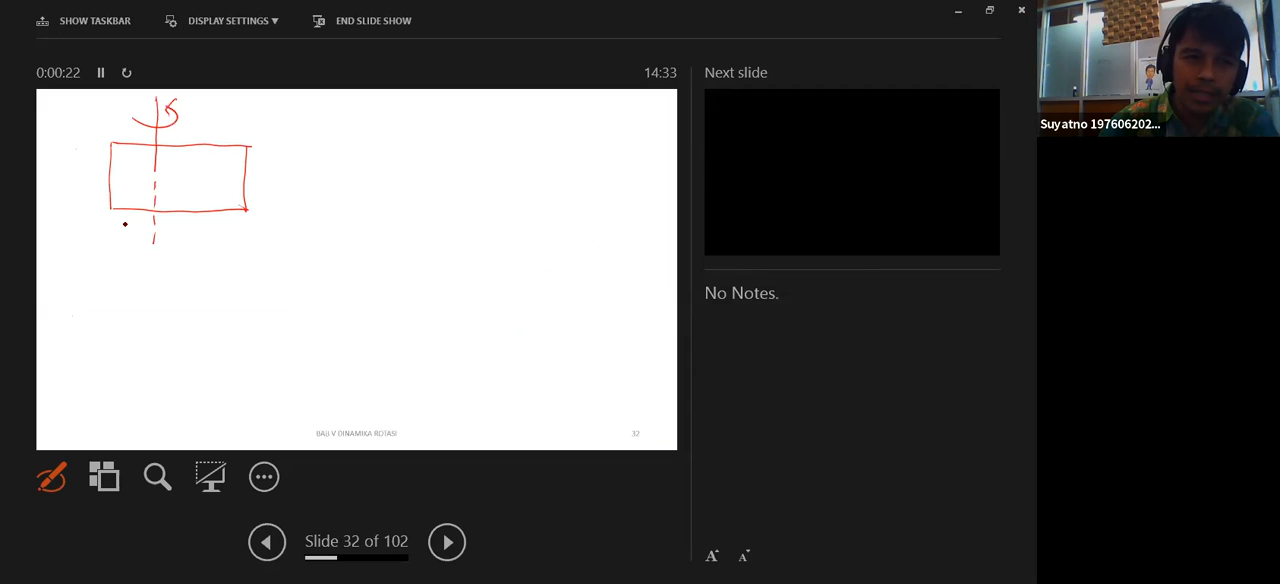 SHOW TASKBAR
DISPLAY SETTINGS ▼
END SLIDE SHOW
0:00:22
14:33
Next slide
Suyatno 197606202...
No Notes.
BAB V DINAMIKA ROTASI
32
Slide 32 of 102
A
A